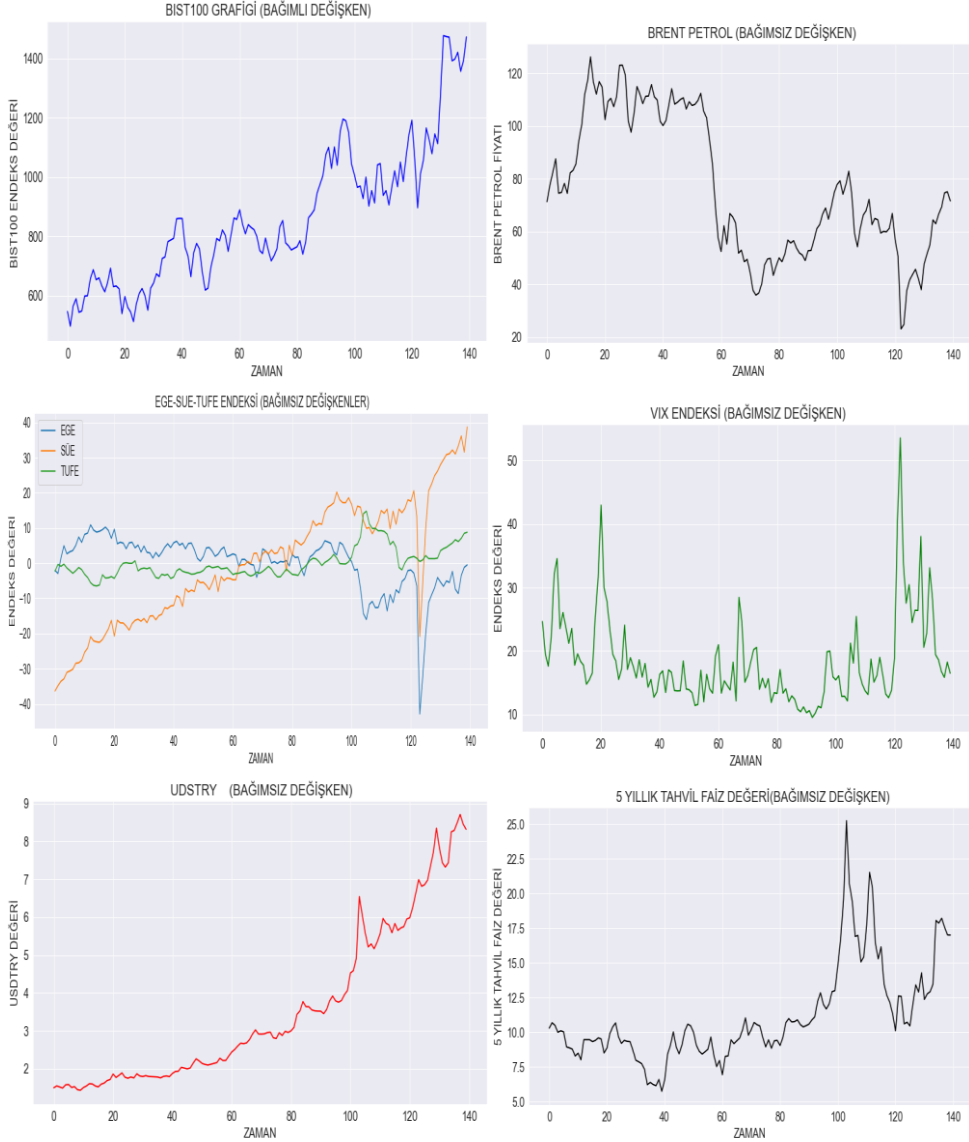 BIST100 GRAFİGİ (BAĞIMLI DEĞİŞKEN)
BIST100 ENDEKS DEĞERİ
1400
1200
1000
800
600
0 20 40 60 80 100 120 140
ZAMAN
BRENT PETROL (BAĞIMSIZ DEĞİŞKEN)
BRENT PETROL FİYATI
120
100
80
60
40
20
0 20 40 60 80 100 120 140
ZAMAN
EGE-SUE-TUFE ENDEKSİ (BAĞIMSIZ DEĞİŞKENLER)
ENDEKS DEĞERİ
EGE
SÜE
TUFE
40
30
20
10
0
−10
−20
−30
−40
0 20 40 60 80 100 120 140
ZAMAN
VIX ENDEKSİ (BAĞIMSIZ DEĞİŞKEN)
ENDEKS DEĞERİ
50
40
30
20
10
0 20 40 60 80 100 120 140
ZAMAN
UDSTRY (BAĞIMSIZ DEĞİŞKEN)
USDTRY DEĞERİ
9
8
7
6
5
4
3
2
0 20 40 60 80 100 120 140
ZAMAN
5 YILLIK TAHVİL FAİZ DEĞERİ(BAĞIMSIZ DEĞİŞKEN)
5 YILLIK TAHVİL FAİZ DEĞERİ
25.0
22.5
20.0
17.5
15.0
12.5
10.0
7.5
5.0
0 20 40 60 80 100 120 140
ZAMAN